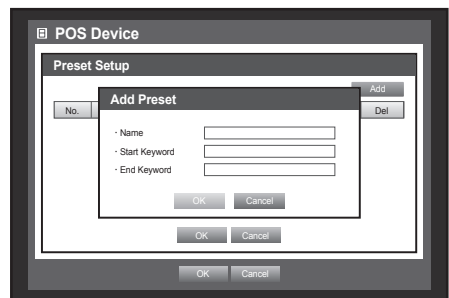 POS Device
Preset Setup
Add
No.
Del
Add Preset
· Name
· Start Keyword
· End Keyword
OK Cancel
OK Cancel
OK Cancel